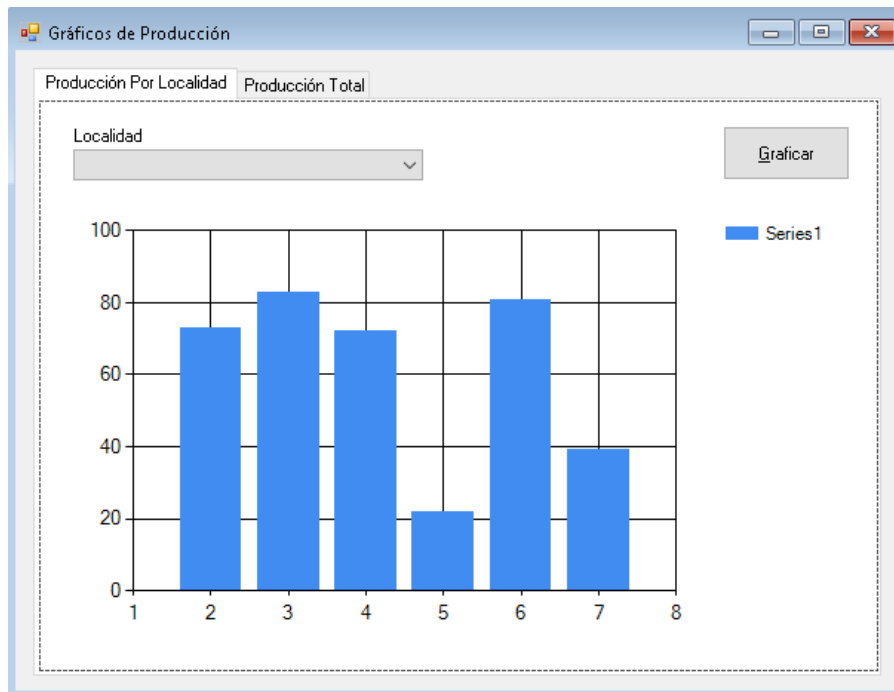 Gráficos de Producción
Producción Por Localidad Producción Total
Localidad
Graficar
Series1
100
80
60
40
20
0
1 2 3 4 5 6 7 8